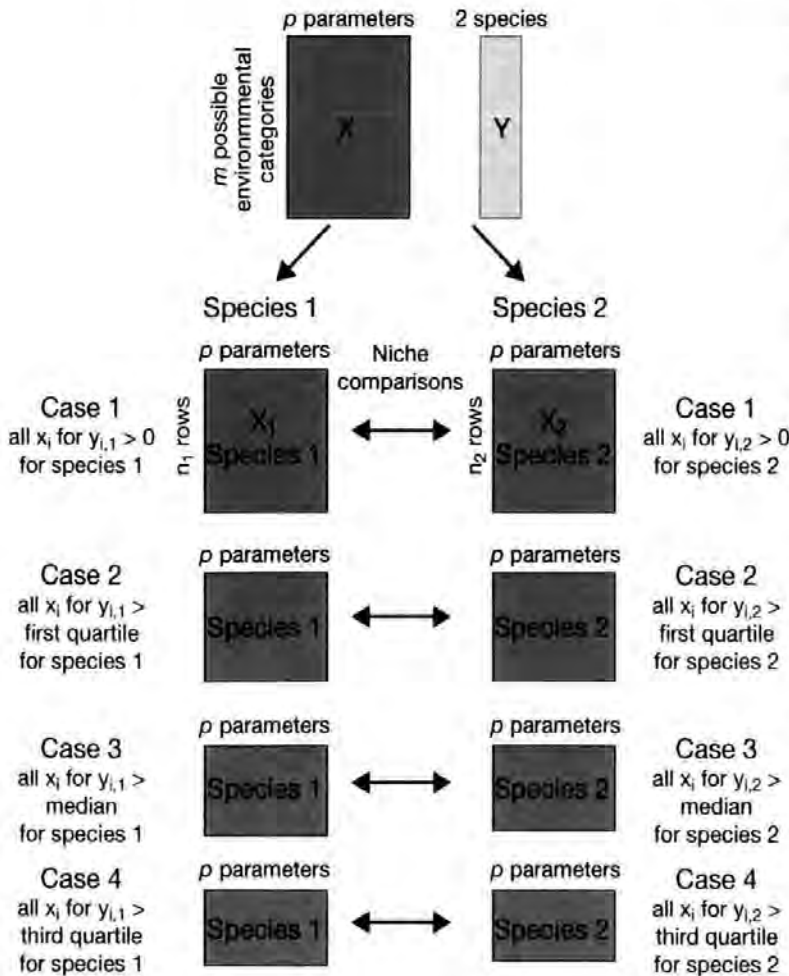 p parameters
2 species
m possible
environmmental
categories
X
Y
Species 1
Species 2
p parameters
Niche
comparisons
p parameters
Case 1
all xi for yi,1 > 0
for species 1
n1 rows
X1
Species 1
n2 rows
X2
Species 2
Case 1
all xi for yi,2 > 0
for species 2
p parameters
p parameters
Case 2
all xi for yi,1 >
first quartile
for species 1
Species 1
Species 2
Case 2
all xi for yi,2 >
first quartile
for species 2
p parameters
p parameters
Case 3
all xi for yi,1 >
median
for species 1
Species 1
Species 2
Case 3
all xi for yi,2 >
median
for species 2
p parameters
p parameters
Case 4
all xi for yi,1 >
third quartile
for species 1
Species 1
Species 2
Case 4
all xi for yi,2 >
third quartile
for species 2